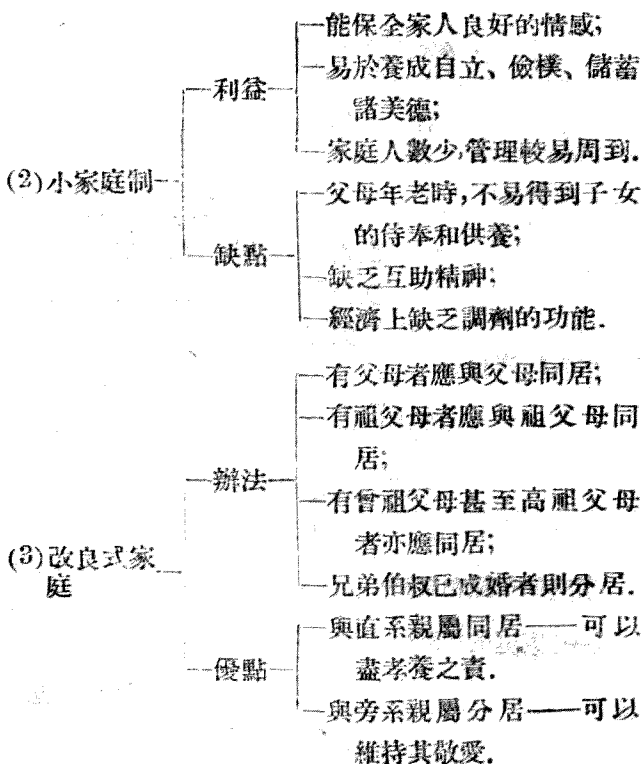 能保全家人良好的情感;
易於養成自立、儉樸、儲蓄
利益
諸美德;
家庭人數少,管理較易周到.
(2)小家庭制
父母年老時,不易得到子女
的侍奉和供養;
缺點
缺乏互助精神;
經濟上缺乏調劑的功能.
有父母者應與父母同居;
有祖父母者應與祖父母同
居;
辦法
有曾祖父母甚至高祖父母
者亦應同居;
(3)改良式家
庭
兄弟伯叔已成婚者則分居.
與直系親屬同居——可以
優點
盡孝養之責.
與旁系親屬分居——可以
維持其敬愛.